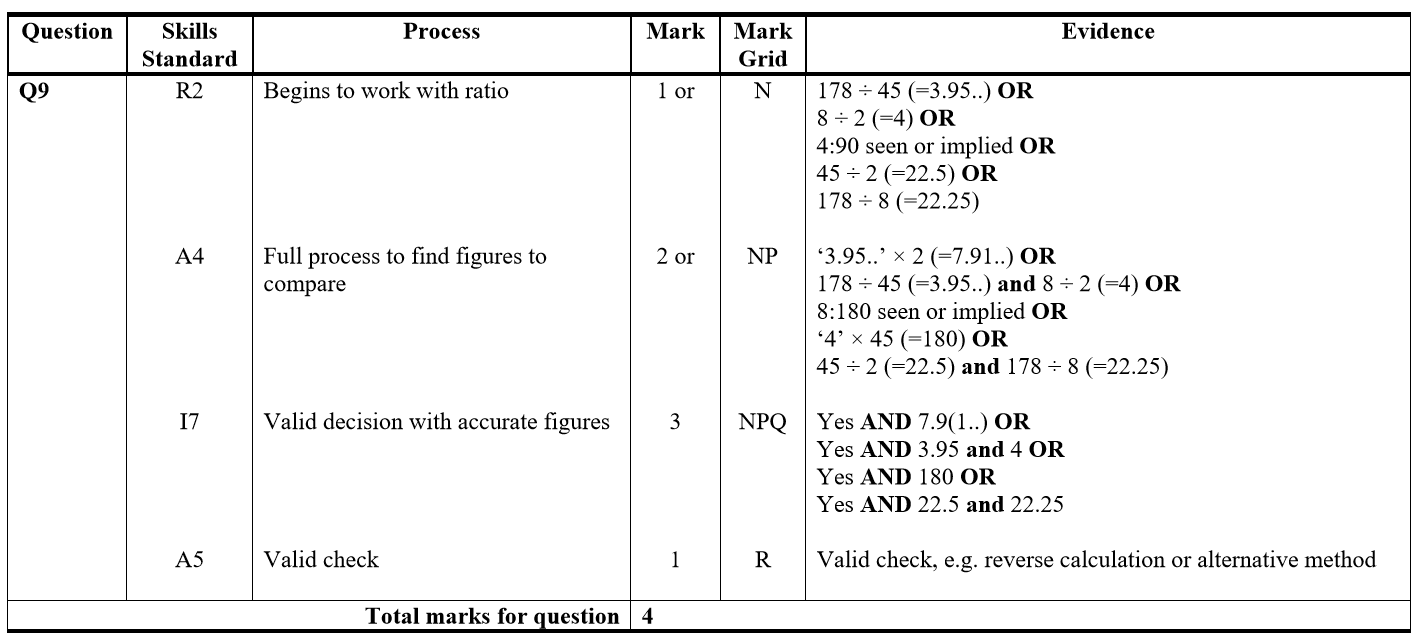 Question Skills Standard Process Mark Mark Grid Evidence
Q9 R2 Begins to work with ratio 1 or N 178 ÷ 45 (=3.95..) OR
8 ÷ 2 (=4) OR
4:90 seen or implied OR
45 ÷ 2 (=22.5) OR
178 ÷ 8 (=22.25)
A4 Full process to find figures to compare 2 or NP ‘3.95..’ × 2 (=7.91..) OR
178 ÷ 45 (=3.95..) and 8 ÷ 2 (=4) OR
8:180 seen or implied OR
‘4’ × 45 (=180) OR
45 ÷ 2 (=22.5) and 178 ÷ 8 (=22.25)
I7 Valid decision with accurate figures 3 NPQ Yes AND 7.9(1..) OR
Yes AND 3.95 and 4 OR
Yes AND 180 OR
Yes AND 22.5 and 22.25
A5 Valid check 1 R Valid check, e.g. reverse calculation or alternative method
Total marks for question 4